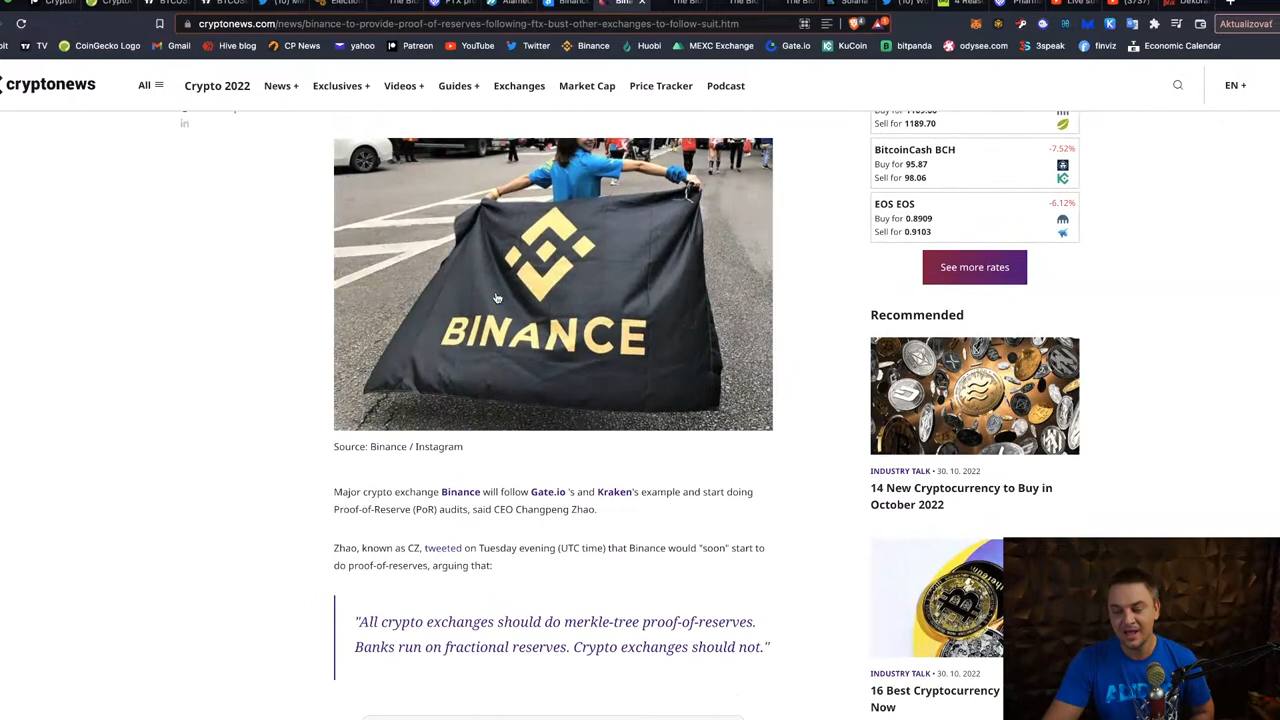 cryptonews.com/news/binance-to-provide-proof-of-reserves-following-ftx-bust-other-exchanges-to-follow-suit.htm
Aktualizovať
TV CoinGecko Logo Gmail Hive blog CP News yahoo Patreon YouTube Twitter Binance Huobi MEXC Exchange Gate.io KuCoin bitpanda odysee.com 3speak finviz Economic Calendar
cryptonews
All Crypto 2022 News + Exclusives + Videos + Guides + Exchanges Market Cap Price Tracker Podcast EN +
Sell for 1189.70
BitcoinCash BCH -7.52%
Buy for 95.87
Sell for 98.06
EOS EOS -6.12%
Buy for 0.8909
Sell for 0.9103
See more rates
BINANCE
Source: Binance / Instagram
Major crypto exchange Binance will follow Gate.io 's and Kraken's example and start doing
Proof-of-Reserve (PoR) audits, said CEO Changpeng Zhao.
Zhao, known as CZ, tweeted on Tuesday evening (UTC time) that Binance would "soon" start to
do proof-of-reserves, arguing that:
"All crypto exchanges should do merkle-tree proof-of-reserves.
Banks run on fractional reserves. Crypto exchanges should not."
Recommended
INDUSTRY TALK • 30. 10. 2022
14 New Cryptocurrency to Buy in
October 2022
INDUSTRY TALK • 30. 10. 2022
16 Best Cryptocurrency
Now